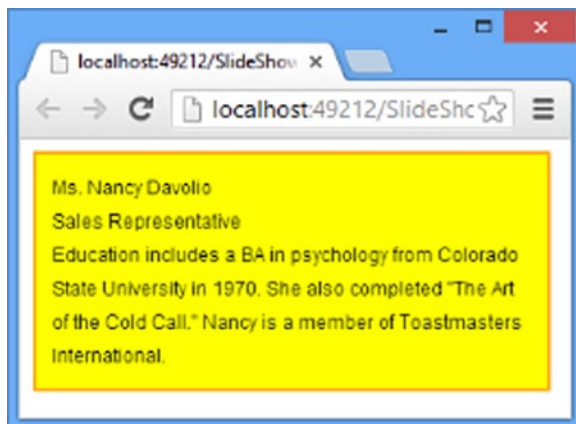 localhost:49212/SlideShow
localhost:49212/SlideSho
Ms. Nancy Davolio
Sales Representative
Education includes a BA in psychology from Colorado
State University in 1970. She also completed "The Art
of the Cold Call." Nancy is a member of Toastmasters
International.